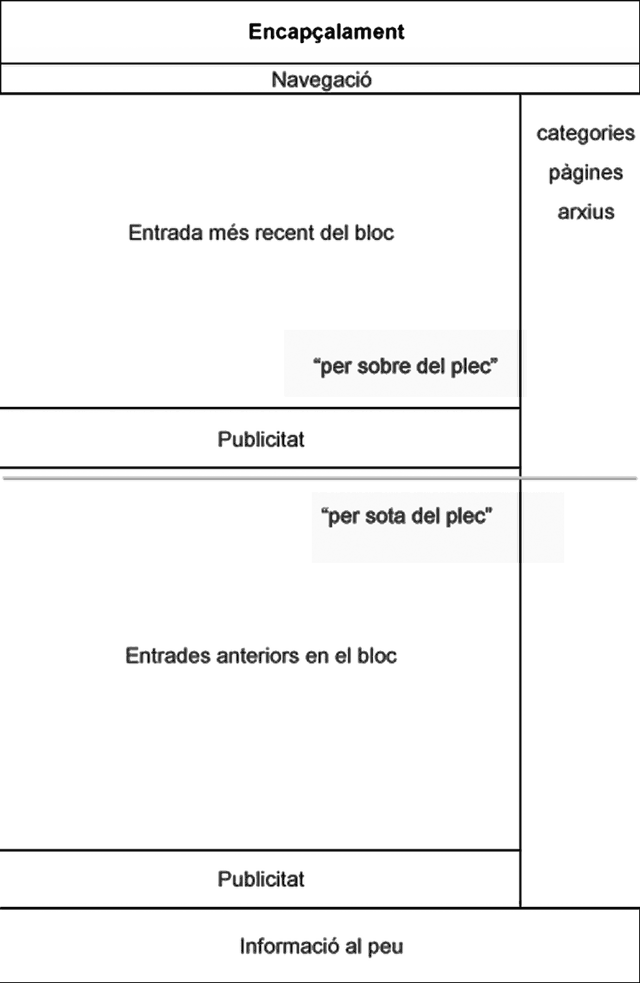 Encapçalament
Navegació
categories
pàgines
arxius
Entrada més recent del bloc
“per sobre del plec”
Publicitat
“per sota del plec”
Entrades anteriors en el bloc
Publicitat
Informació al peu